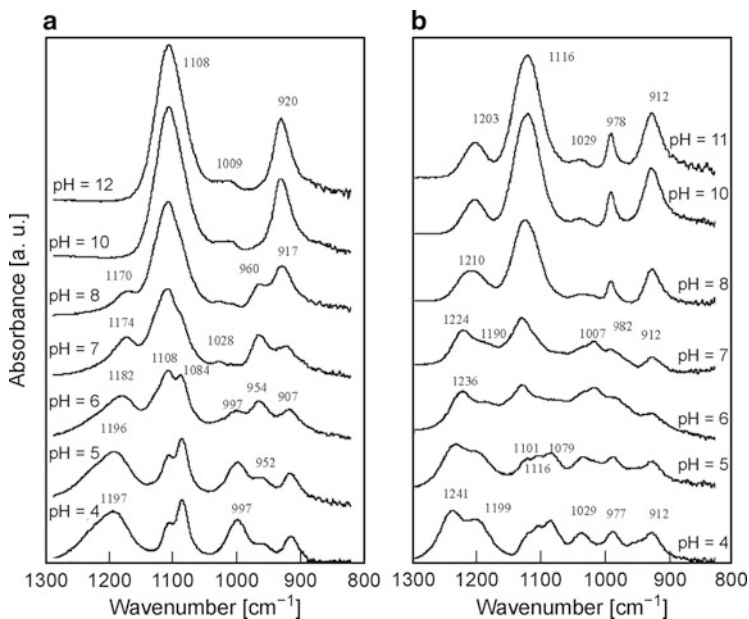 a
b
Absorbance [a. u.]
1108
920
1009
pH = 12
pH = 10
1170
960
917
pH = 8
1174
1028
pH = 7
1108
1084
1182
954
997
907
pH = 6
1196
952
pH = 5
1197
997
pH = 4
1300 1200 1100 1000 900 800
Wavenumber [cm⁻¹]
1116
912
1203
1029
978
pH = 11
pH = 10
1210
pH = 8
1224
1190
1007
982
912
pH = 7
1236
pH = 6
1101
1079
1116
pH = 5
1241
1199
1029
977
912
pH = 4
1300 1200 1100 1000 900 800
Wavenumber [cm⁻¹]